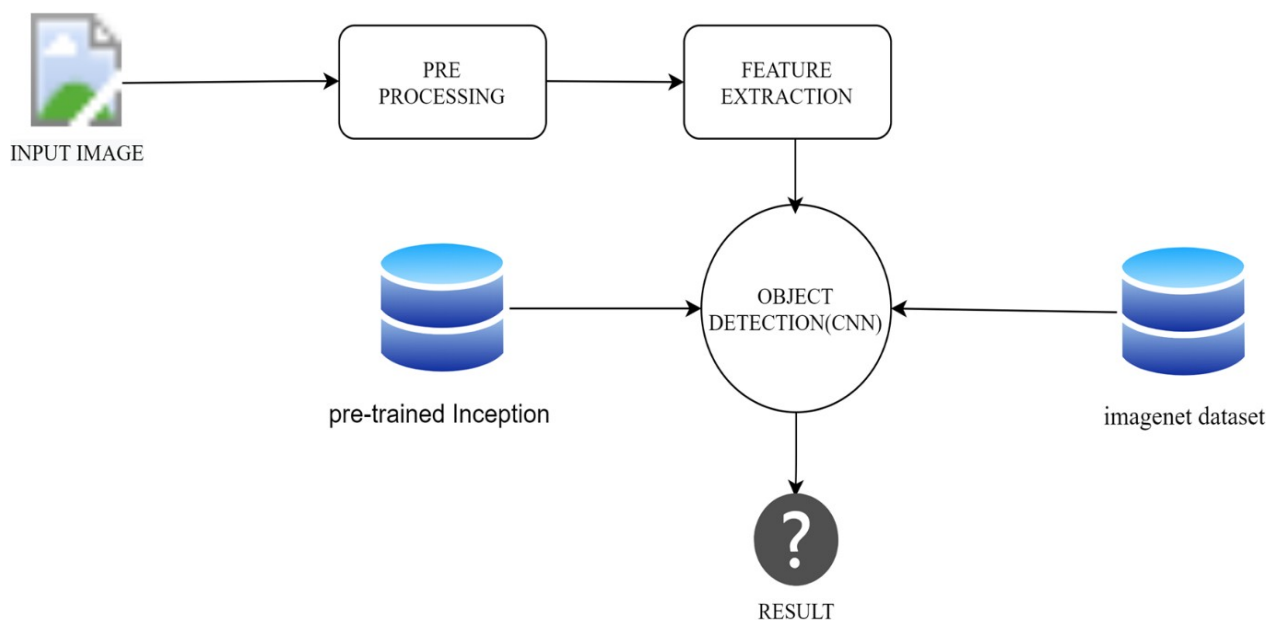 PRE
PROCESSING
FEATURE
EXTRACTION
INPUT IMAGE
OBJECT
DETECTION(CNN)
pre-trained Inception
imagenet dataset
?
RESULT